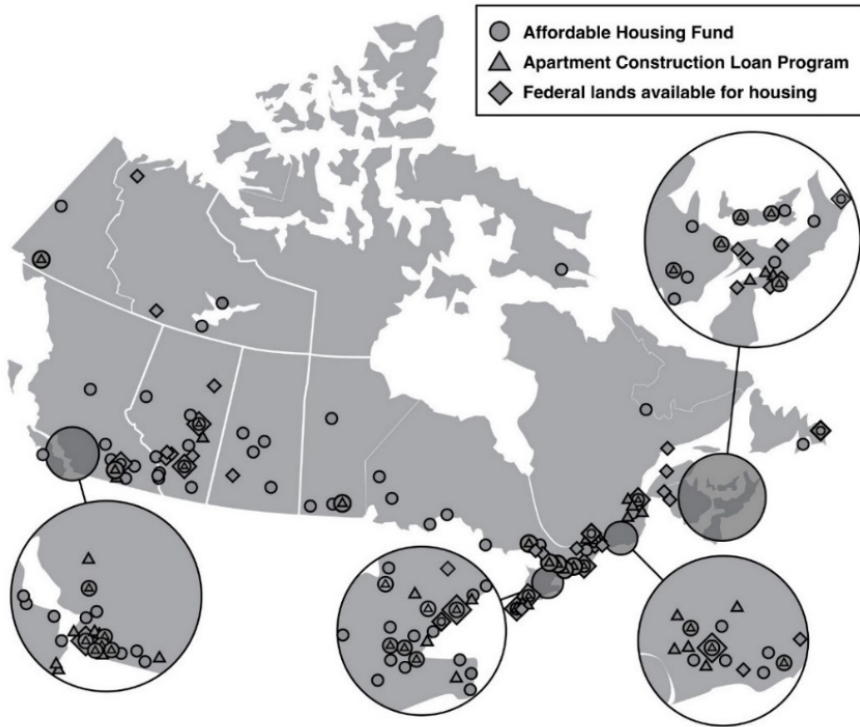 Affordable Housing Fund
Apartment Construction Loan Program
Federal lands available for housing